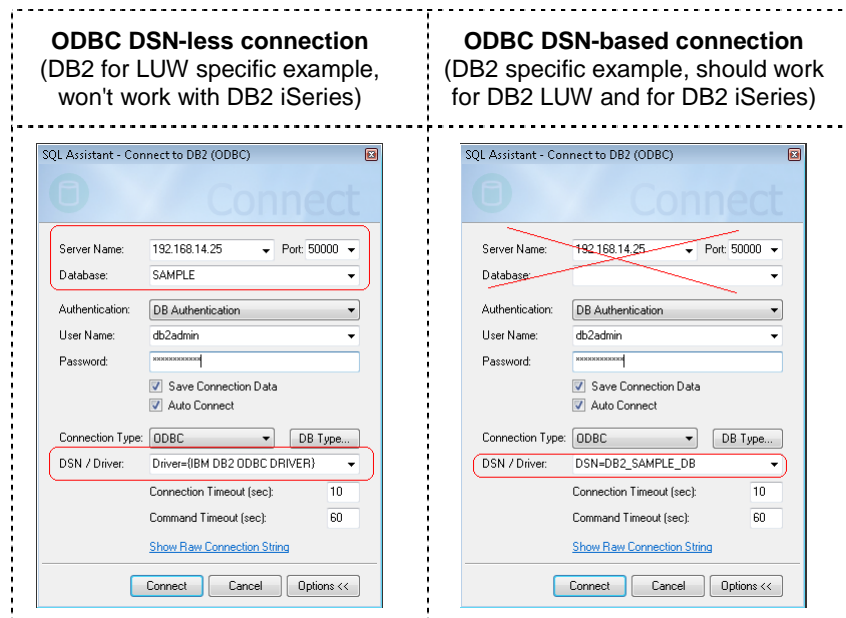 ODBC DSN-less connection
(DB2 for LUW specific example,
won't work with DB2 iSeries)
ODBC DSN-based connection
(DB2 specific example, should work
for DB2 LUW and for DB2 iSeries)
SQL Assistant - Connect to DB2 (ODBC)
Connect
Server Name: 192.168.14.25 Port: 50000
Database: SAMPLE
Authentication: DB Authentication
User Name: db2admin
Password: ************
Save Connection Data
Auto Connect
Connection Type: ODBC DB Type...
DSN / Driver: Driver={IBM DB2 ODBC DRIVER}
Connection Timeout (sec): 10
Command Timeout (sec): 60
Show Raw Connection String
Connect Cancel Options <<
SQL Assistant - Connect to DB2 (ODBC)
Connect
Server Name: 192.168.14.25 Port: 50000
Database:
Authentication: DB Authentication
User Name: db2admin
Password: ************
Save Connection Data
Auto Connect
Connection Type: ODBC DB Type...
DSN / Driver: DSN=DB2_SAMPLE_DB
Connection Timeout (sec): 10
Command Timeout (sec): 60
Show Raw Connection String
Connect Cancel Options <<